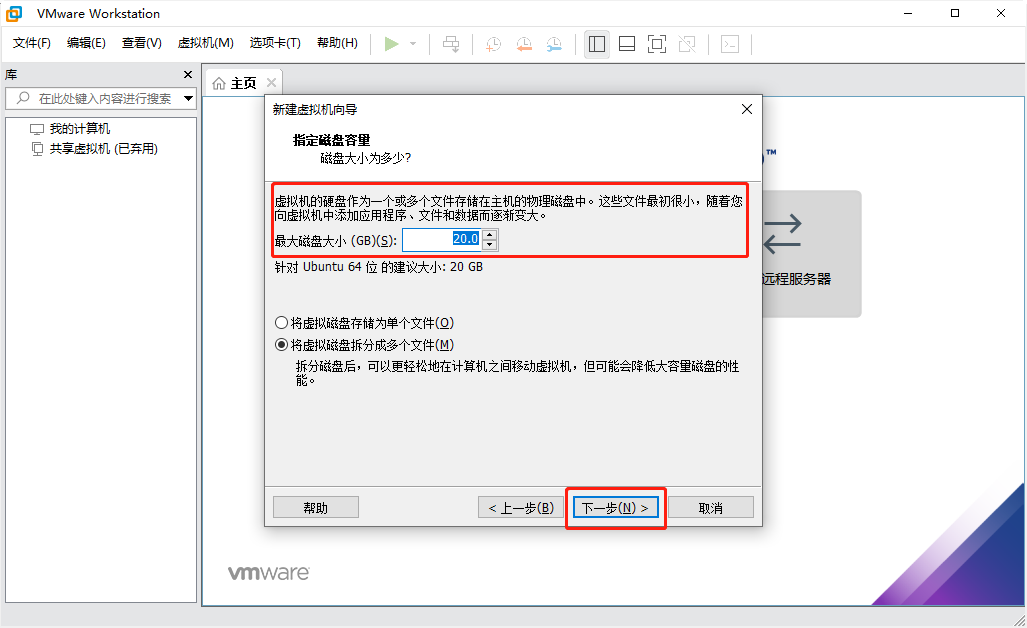 VMware Workstation
文件(F) 编辑(E) 查看(V) 虚拟机(M) 选项卡(T) 帮助(H)
库
在此处键入内容进行搜索
我的计算机
共享虚拟机 (已弃用)
主页
新建虚拟机向导
指定磁盘容量
磁盘大小为多少?
虚拟机的硬盘作为一个或多个文件存储在主机的物理磁盘中。这些文件最初很小，随着您
向虚拟机中添加应用程序、文件和数据而逐渐变大。
最大磁盘大小 (GB)(S): 20.0
针对 Ubuntu 64 位 的建议大小: 20 GB
将虚拟磁盘存储为单个文件(O)
将虚拟磁盘拆分成多个文件(M)
拆分磁盘后，可以更轻松地在计算机之间移动虚拟机，但可能会降低大容量磁盘的性
能。
帮助 < 上一步(B) 下一步(N) > 取消
™
远程服务器
vmware